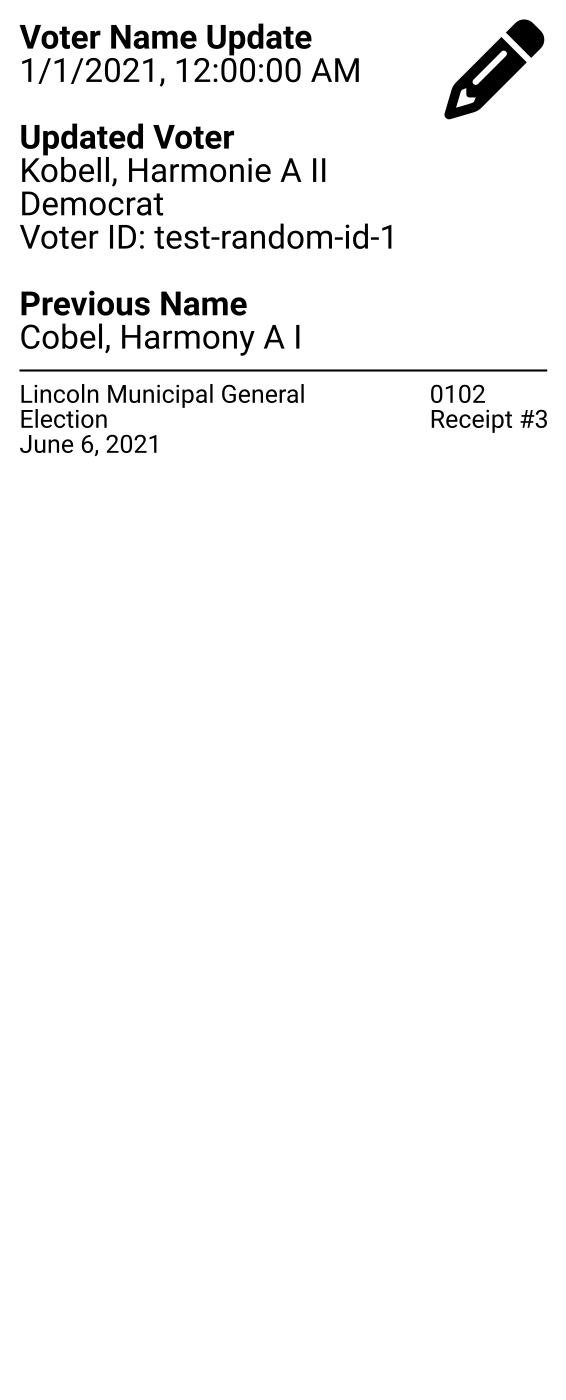 Voter Name Update
1/1/2021, 12:00:00 AM
Updated Voter
Kobell, Harmonie A II
Democrat
Voter ID: test-random-id-1
Previous Name
Cobel, Harmony A I
Lincoln Municipal General
Election
June 6, 2021
0102
Receipt #3